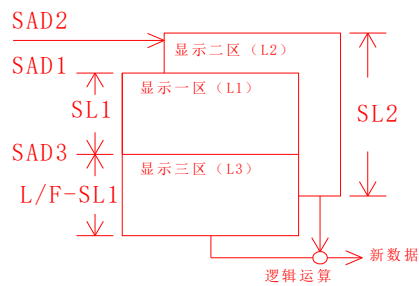 SAD2
显示二区（L2）
SAD1
显示一区（L1）
SL1
SL2
SAD3
显示三区（L3）
L/F-SL1
新数据
逻辑运算